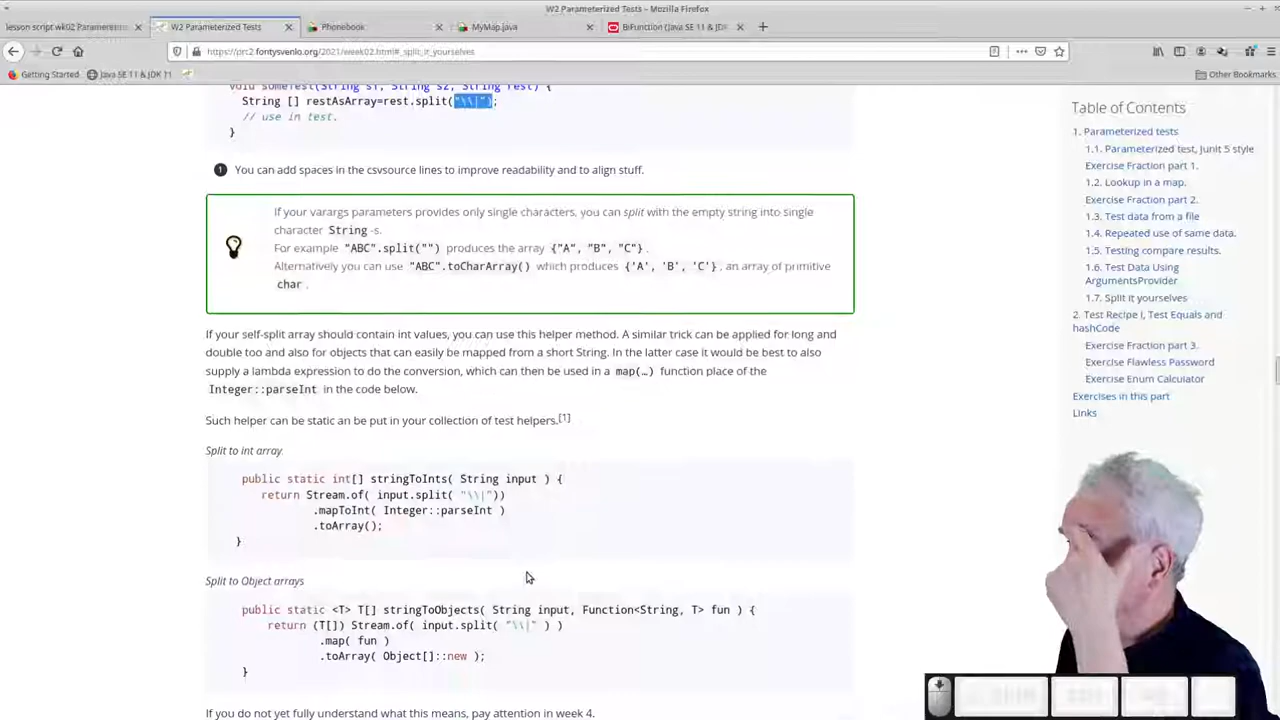 W2 Parameterized Tests - Mozilla Firefox
W2 Parameterized Tests
Phonebook
MyMap.java
BiFunction (Java SE 11 & JDK
https://prc2.fontysvenlo.org/2021/week02.html#_split_it_yourselves
Getting Started
Java SE 11 & JDK 11
Other Bookmarks
void someTest(String s1, String s2, String rest) {
String [] restAsArray=rest.split("\\|");
// use in test.
}
1 You can add spaces in the csvsource lines to improve readability and to align stuff.
If your varargs parameters provides only single characters, you can split with the empty string into single
character String -s.
For example "ABC".split("") produces the array {"A", "B", "C"}.
Alternatively you can use "ABC".toCharArray() which produces {'A', 'B', 'C'}, an array of primitive
char.
If your self-split array should contain int values, you can use this helper method. A similar trick can be applied for long and
double too and also for objects that can easily be mapped from a short String. In the latter case it would be best to also
supply a lambda expression to do the conversion, which can then be used in a map(…) function place of the
Integer::parseInt in the code below.
Such helper can be static an be put in your collection of test helpers.[1]
Split to int array
public static int[] stringToInts( String input ) {
return Stream.of( input.split( "\\|"))
.mapToInt( Integer::parseInt )
.toArray();
}
Split to Object arrays
public static <T> T[] stringToObjects( String input, Function<String, T> fun ) {
return (T[]) Stream.of( input.split( "\\|" ) )
.map( fun )
.toArray( Object[]::new );
}
If you do not yet fully understand what this means, pay attention in week 4.
Table of Contents
1. Parameterized tests
1.1. Parameterized test, Junit 5 style
Exercise Fraction part 1.
1.2. Lookup in a map.
Exercise Fraction part 2.
1.3. Test data from a file
1.4. Repeated use of same data.
1.5. Testing compare results.
1.6. Test Data Using
ArgumentsProvider
1.7. Split it yourselves
2. Test Recipe I, Test Equals and
hashCode
Exercise Fraction part 3.
Exercise Flawless Password
Exercise Enum Calculator
Exercises in this part
Links